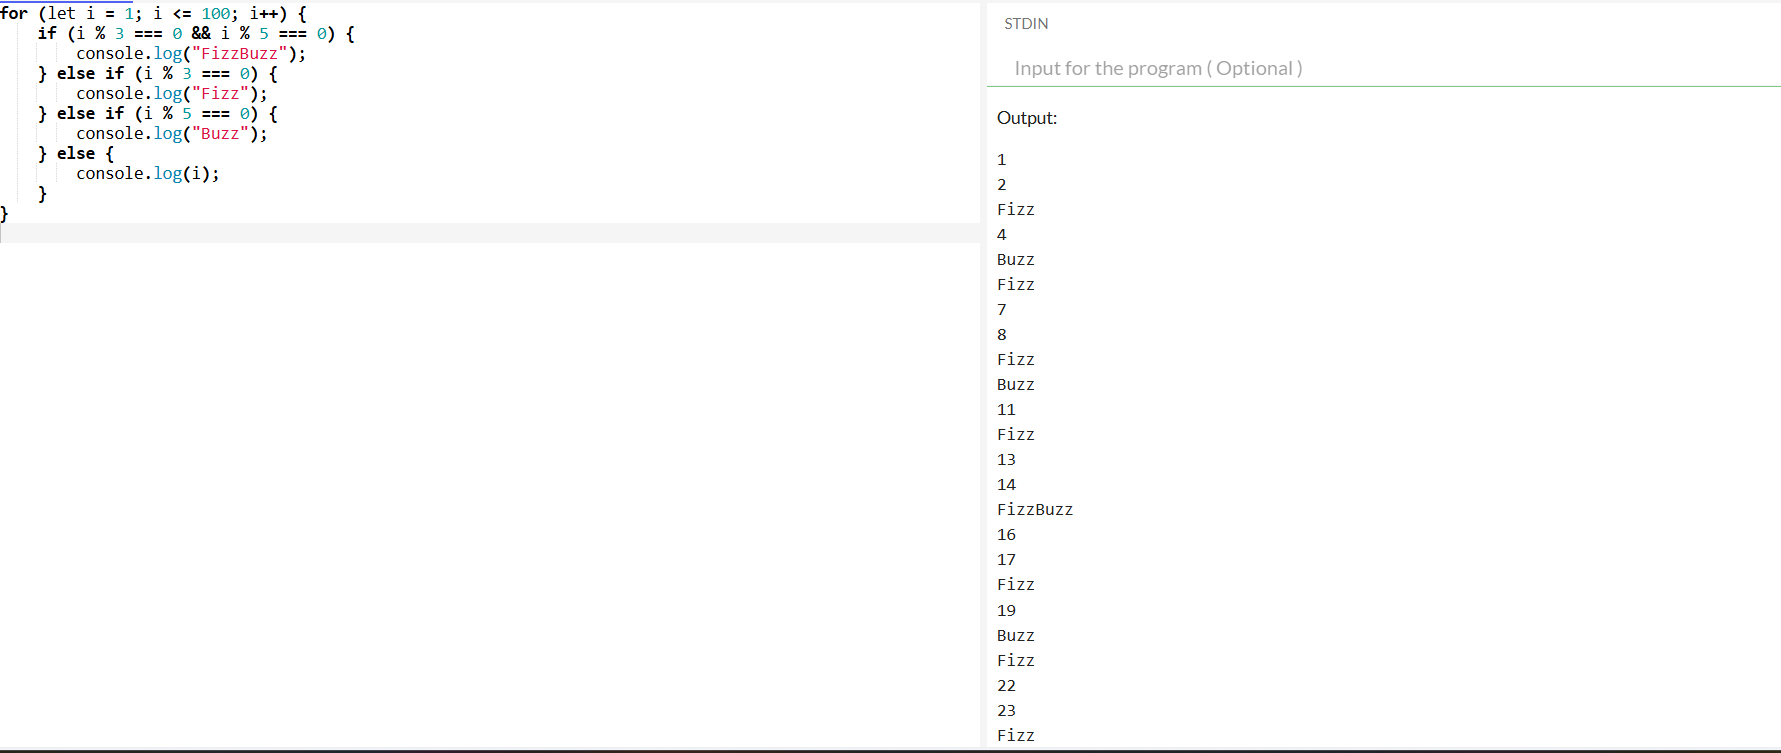 for (let i = 1; i <= 100; i++) {
    if (i % 3 === 0 && i % 5 === 0) {
        console.log("FizzBuzz");
    } else if (i % 3 === 0) {
        console.log("Fizz");
    } else if (i % 5 === 0) {
        console.log("Buzz");
    } else {
        console.log(i);
    }
}
STDIN
Input for the program ( Optional )
Output:
1
2
Fizz
4
Buzz
Fizz
7
8
Fizz
Buzz
11
Fizz
13
14
FizzBuzz
16
17
Fizz
19
Buzz
Fizz
22
23
Fizz